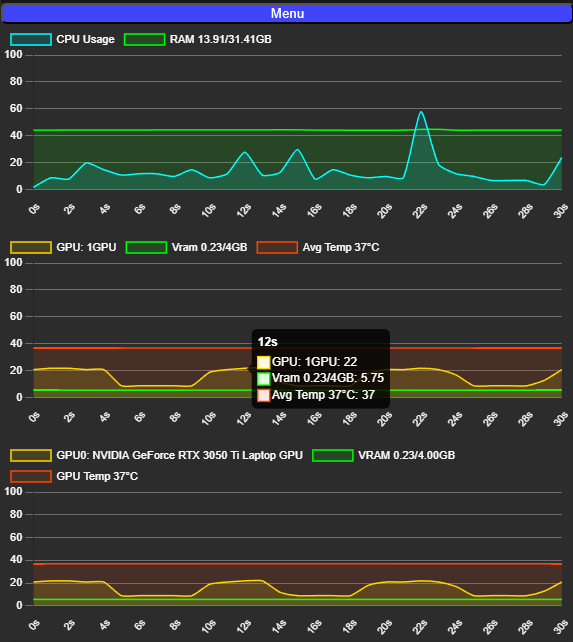 Menu
CPU Usage RAM 13.91/31.41GB
100
80
60
40
20
0
0s 2s 4s 6s 8s 10s 12s 14s 16s 18s 20s 22s 24s 26s 28s 30s
GPU: 1GPU Vram 0.23/4GB Avg Temp 37°C
100
80
60
40
20
0
12s
GPU: 1GPU: 22
Vram 0.23/4GB: 5.75
Avg Temp 37°C: 37
0s 2s 4s 6s 8s 10s 12s 14s 16s 18s 20s 22s 24s 26s 28s 30s
GPU0: NVIDIA GeForce RTX 3050 Ti Laptop GPU VRAM 0.23/4.00GB
GPU Temp 37°C
100
80
60
40
20
0
0s 2s 4s 6s 8s 10s 12s 14s 16s 18s 20s 22s 24s 26s 28s 30s